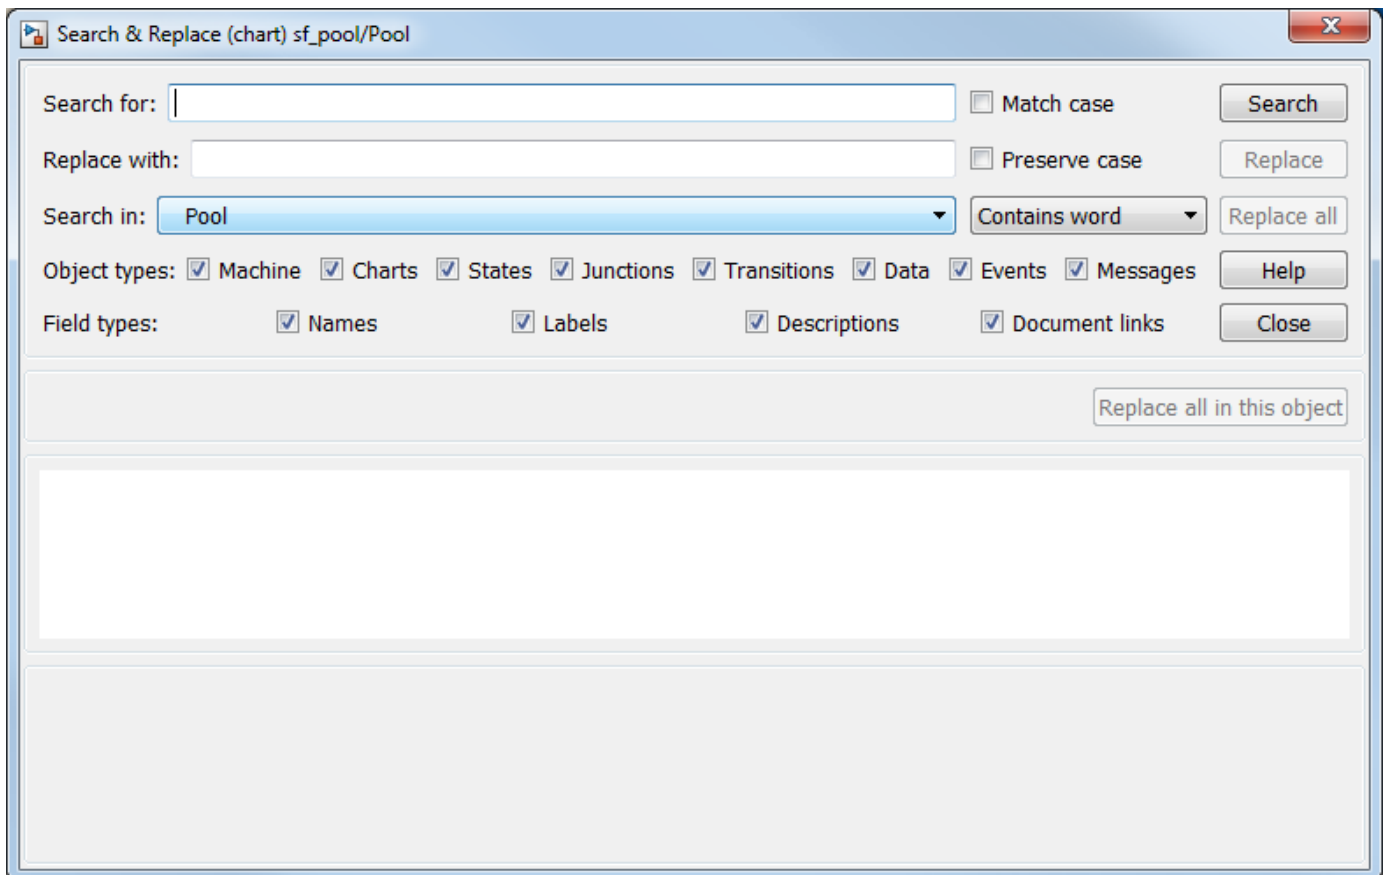 Search & Replace (chart) sf_pool/Pool
Search for: Match case Search
Replace with: Preserve case Replace
Search in: Pool Contains word Replace all
Object types: Machine Charts States Junctions Transitions Data Events Messages Help
Field types: Names Labels Descriptions Document links Close
Replace all in this object